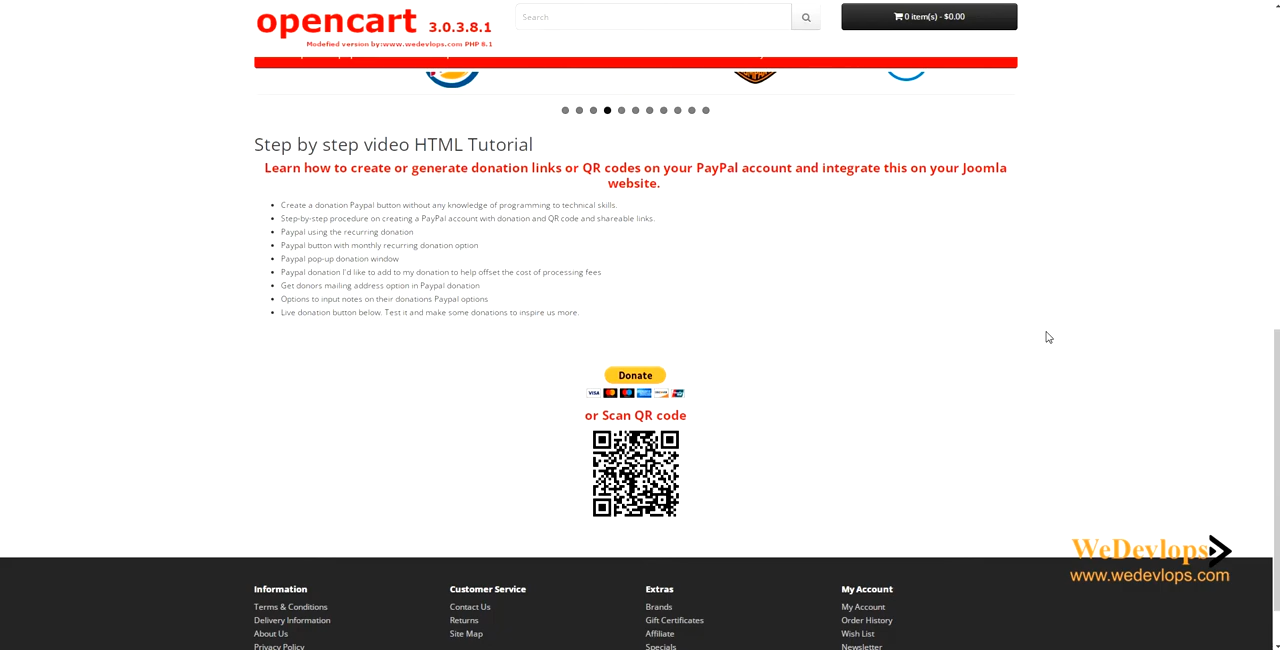 opencart 3.0.3.8.1
Modefied version by:www.wedevlops.com PHP 8.1
Search
0 item(s) - $0.00
Step by step video HTML Tutorial
Learn how to create or generate donation links or QR codes on your PayPal account and integrate this on your Joomla
website.
Create a donation Paypal button without any knowledge of programming to technical skills.
Step-by-step procedure on creating a PayPal account with donation and QR code and shareable links.
Paypal using the recurring donation
Paypal button with monthly recurring donation option
Paypal pop-up donation window
Paypal donation I'd like to add to my donation to help offset the cost of processing fees
Get donors mailing address option in Paypal donation
Options to input notes on their donations Paypal options
Live donation button below. Test it and make some donations to inspire us more.
Donate
VISA
or Scan QR code
WeDevlops
www.wedevlops.com
Information Customer Service Extras My Account
Terms & Conditions Contact Us Brands My Account
Delivery Information Returns Gift Certificates Order History
About Us Site Map Affiliate Wish List
Privacy Policy Specials Newsletter